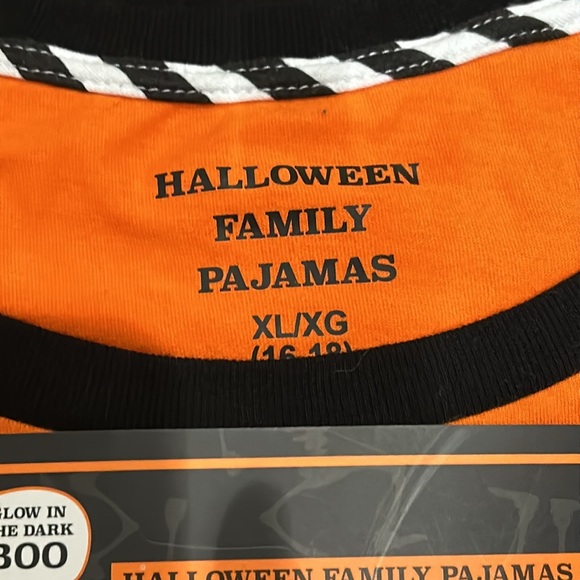 HALLOWEEN
FAMILY
PAJAMAS
XL/XG
(16-18)
GLOW IN
THE DARK
BOO
HALLOWEEN FAMILY PAJAMAS